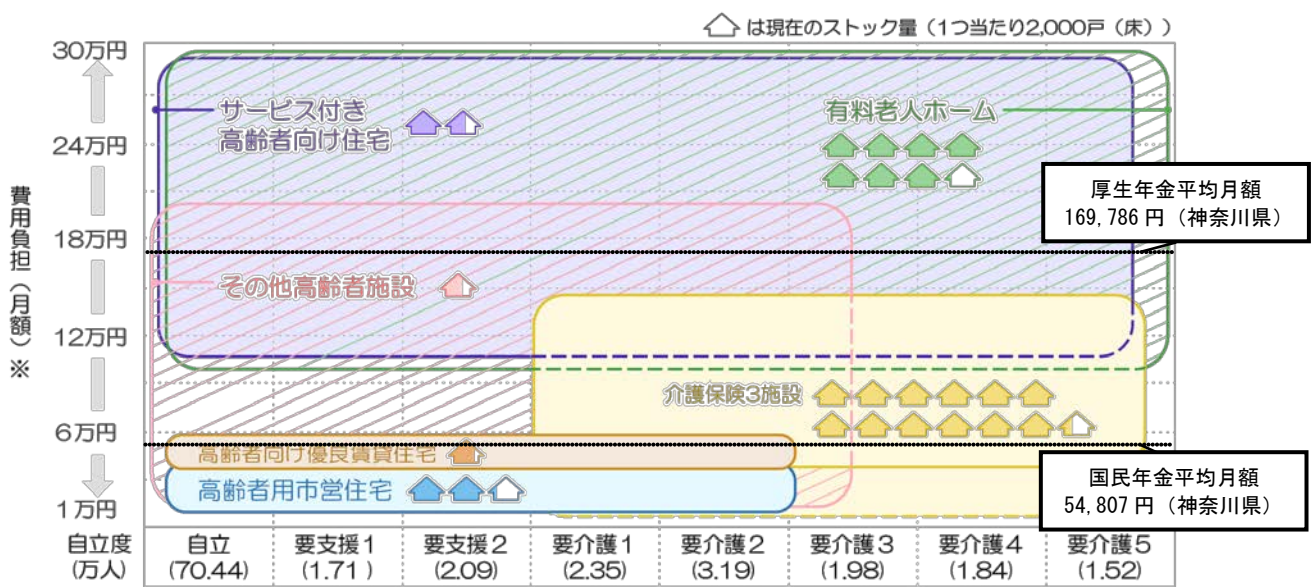 は現在のストック量（1つ当たり2,000戸（床））
30万円
24万円
18万円
12万円
6万円
1万円
費用負担（月額）※
サービス付き
高齢者向け住宅
有料老人ホーム
厚生年金平均月額
169,786円（神奈川県）
その他高齢者施設
介護保険3施設
高齢者向け優良賃貸住宅
高齢者用市営住宅
国民年金平均月額
54,807円（神奈川県）
自立度 自立 要支援1 要支援2 要介護1 要介護2 要介護3 要介護4 要介護5
（万人） （70.44） （1.71） （2.09） （2.35） （3.19） （1.98） （1.84） （1.52）